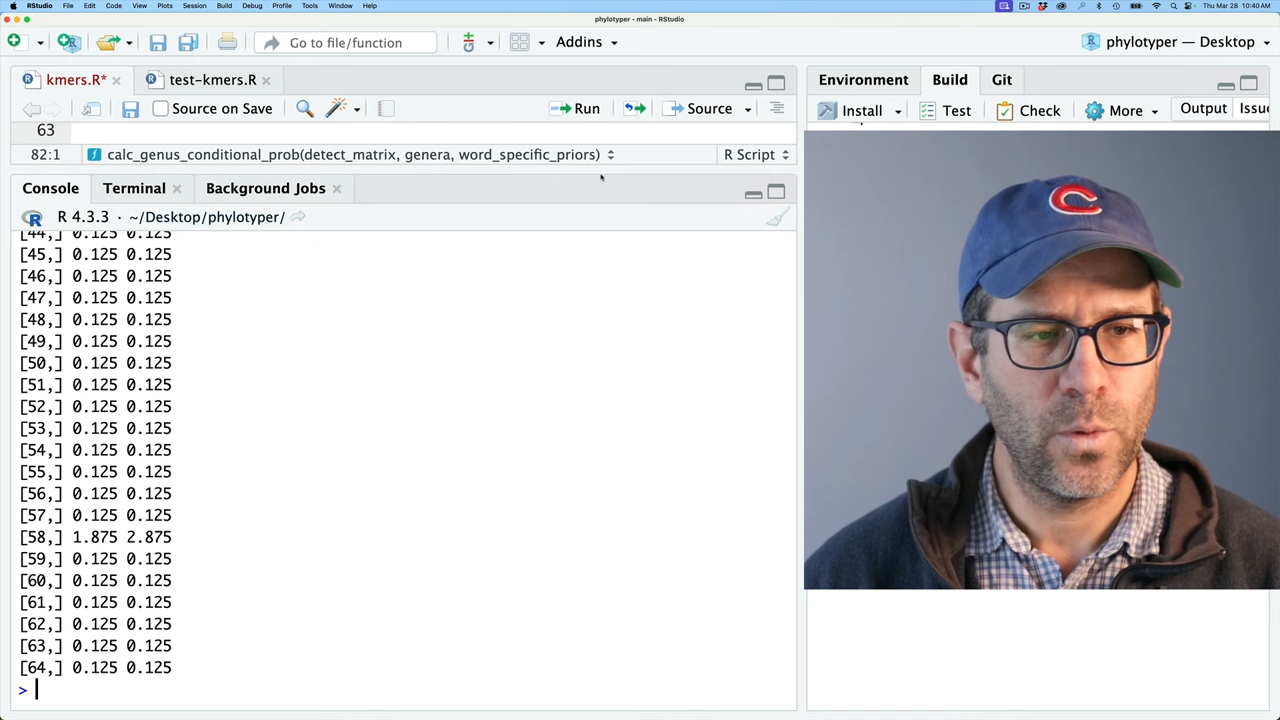 RStudio File Edit Code View Plots Session Build Debug Profile Tools Window Help
Thu Mar 28 10:40 AM
phylotyper - main - RStudio
Go to file/function
Addins
phylotyper — Desktop
kmers.R*
test-kmers.R
Environment
Build
Git
Source on Save
Run
Source
Install
Test
Check
More
Output
Issu
63
82:1
calc_genus_conditional_prob(detect_matrix, genera, word_specific_priors)
R Script
Console
Terminal
Background Jobs
R 4.3.3 · ~/Desktop/phylotyper/
[44,] 0.125 0.125
[45,] 0.125 0.125
[46,] 0.125 0.125
[47,] 0.125 0.125
[48,] 0.125 0.125
[49,] 0.125 0.125
[50,] 0.125 0.125
[51,] 0.125 0.125
[52,] 0.125 0.125
[53,] 0.125 0.125
[54,] 0.125 0.125
[55,] 0.125 0.125
[56,] 0.125 0.125
[57,] 0.125 0.125
[58,] 1.875 2.875
[59,] 0.125 0.125
[60,] 0.125 0.125
[61,] 0.125 0.125
[62,] 0.125 0.125
[63,] 0.125 0.125
[64,] 0.125 0.125
>
C